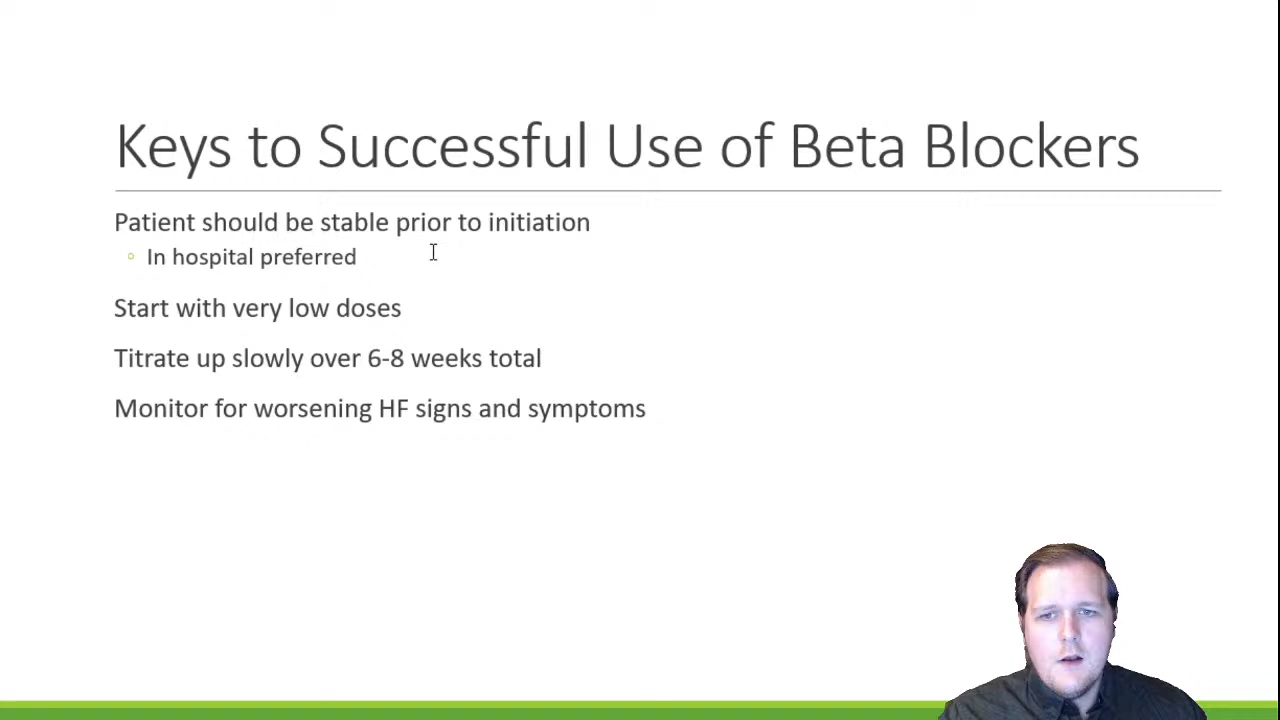 Keys to Successful Use of Beta Blockers
Patient should be stable prior to initiation
In hospital preferred
Start with very low doses
Titrate up slowly over 6-8 weeks total
Monitor for worsening HF signs and symptoms